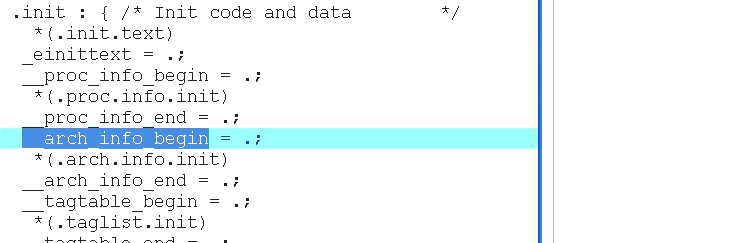 .init : { /* Init code and data */
*(.init.text)
_einittext = .;
__proc_info_begin = .;
*(.proc.info.init)
__proc_info_end = .;
__arch_info_begin = .;
*(.arch.info.init)
__arch_info_end = .;
__tagtable_begin = .;
*(.taglist.init)
__tagtable_end = .;